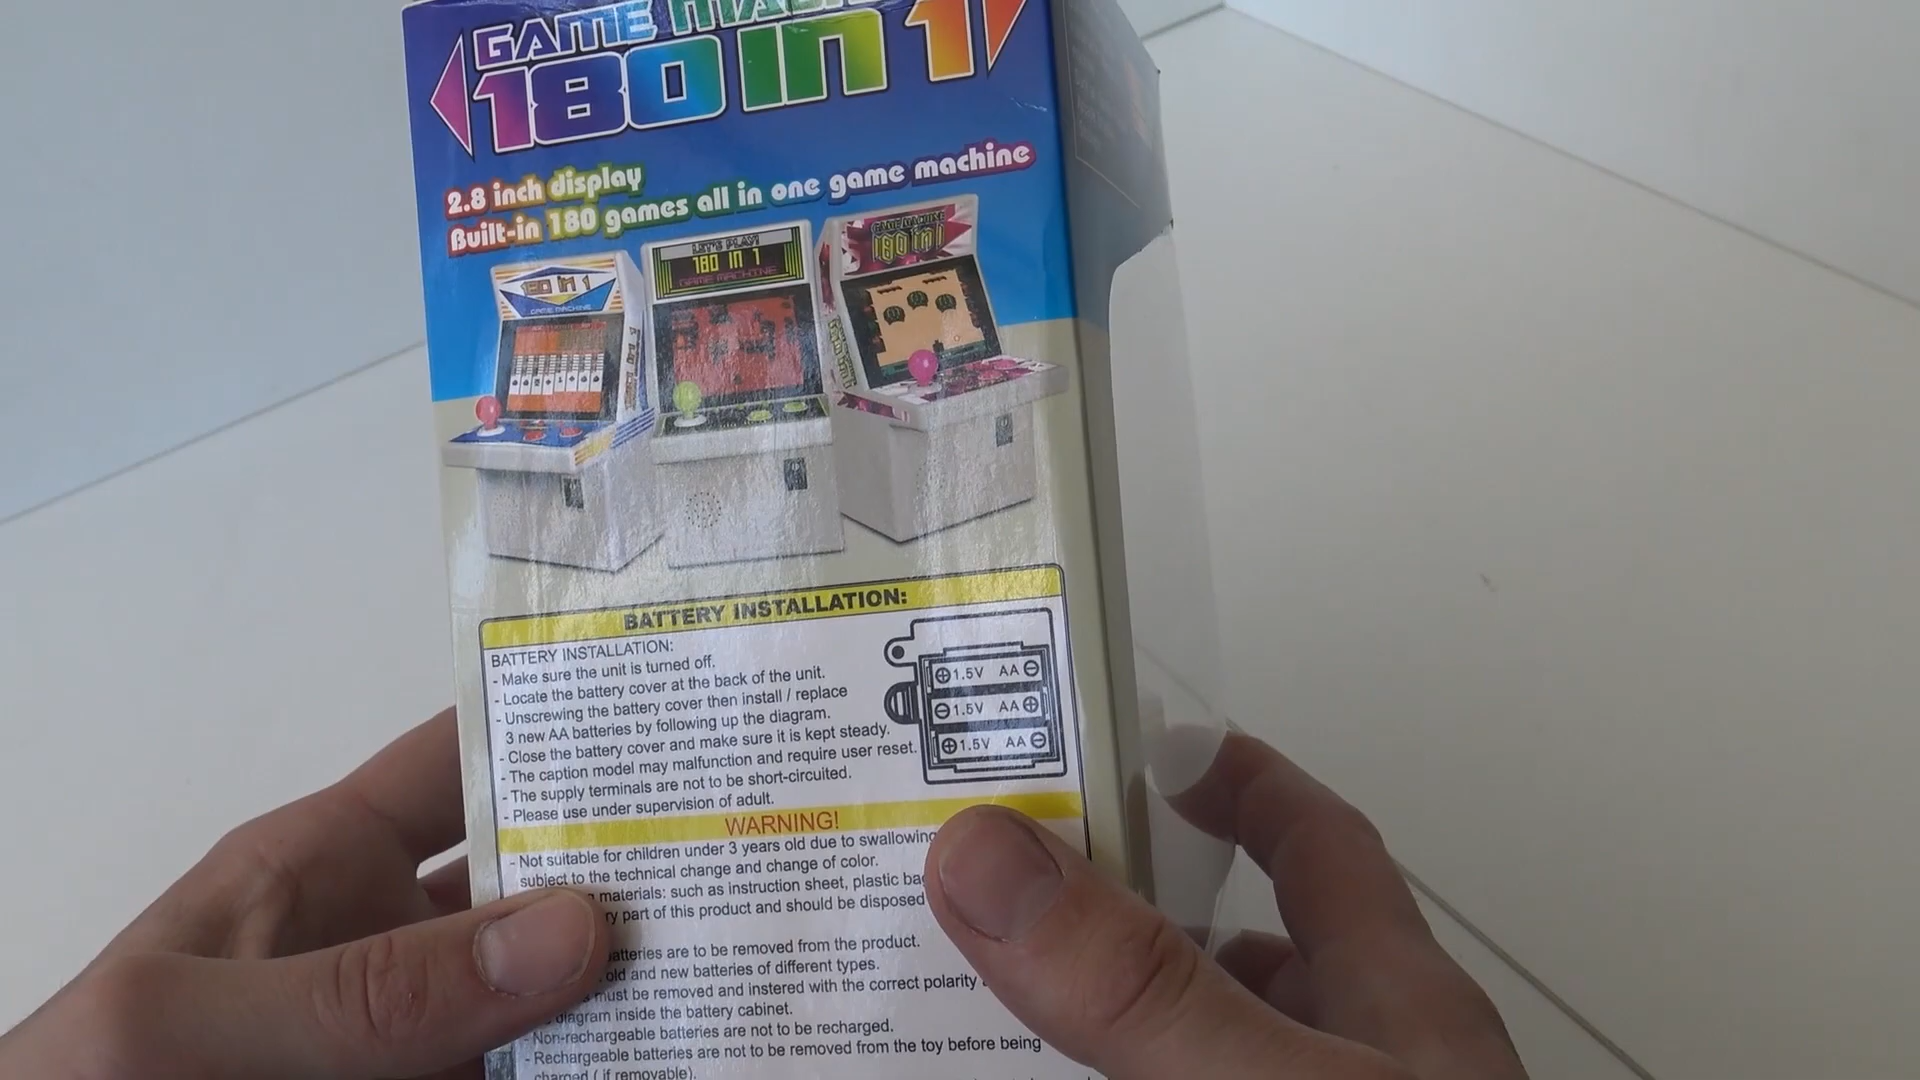 GAME
180 IN 1
2.8 inch display
Built-in 180 games all in one game machine
180 IN 1
GAME MACHINE
LET'S PLAY!
180 IN 1
GAME MACHINE
GAME MACHINE
180 in 1
BATTERY INSTALLATION:
BATTERY INSTALLATION:
- Make sure the unit is turned off.
- Locate the battery cover at the back of the unit.
- Unscrewing the battery cover then install / replace
3 new AA batteries by following up the diagram.
- Close the battery cover and make sure it is kept steady.
- The caption model may malfunction and require user reset.
- The supply terminals are not to be short-circuited.
- Please use under supervision of adult.
⊕1.5V AA⊖
⊖1.5V AA⊕
⊕1.5V AA⊖
WARNING!
- Not suitable for children under 3 years old due to swallowing
subject to the technical change and change of color.
materials: such as instruction sheet, plastic
part of this product and should be disposed
batteries are to be removed from the product.
old and new batteries of different types.
must be removed and instered with the correct polarity
diagram inside the battery cabinet.
- Non-rechargeable batteries are not to be recharged.
- Rechargeable batteries are not to be removed from the toy before being
charged ( if removable).